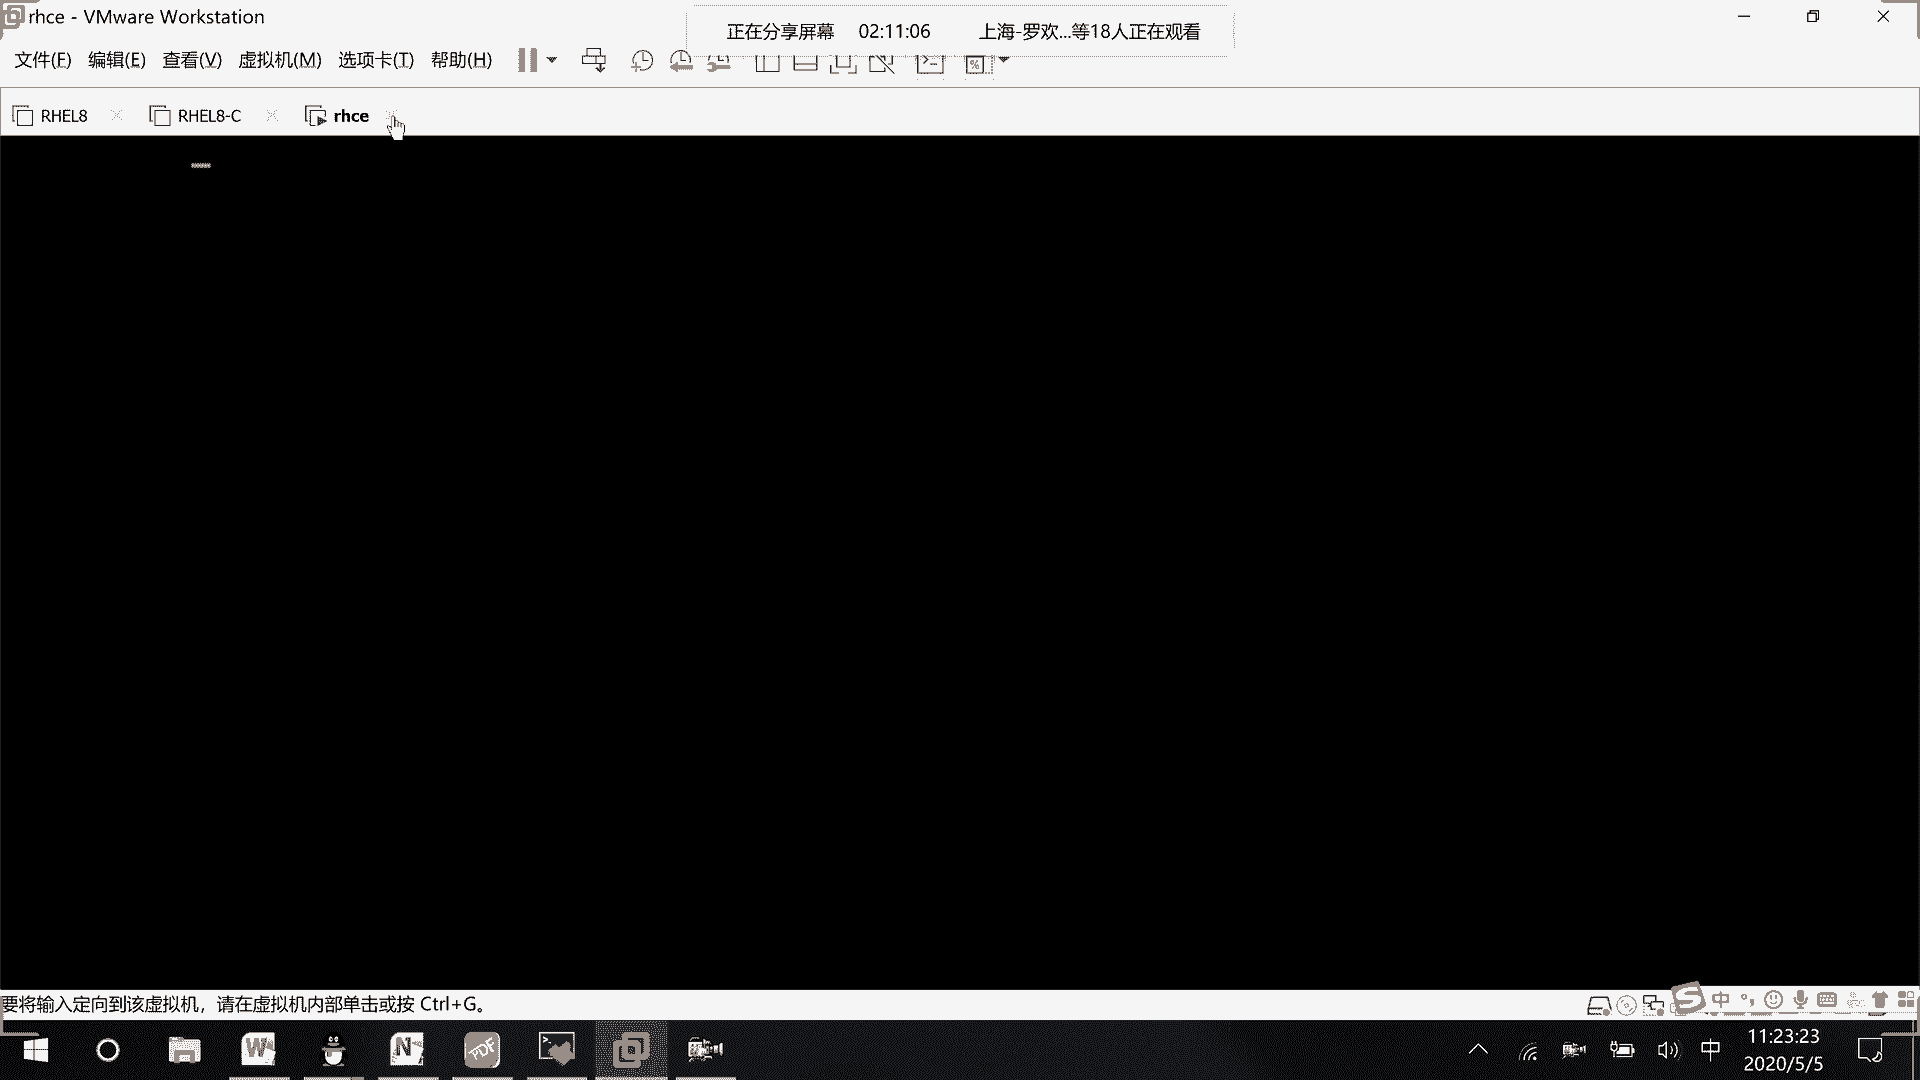 rhce - VMware Workstation
正在分享屏幕 02:11:06 上海-罗欢...等18人正在观看
文件(F) 编辑(E) 查看(V) 虚拟机(M) 选项卡(T) 帮助(H)
RHEL8 RHEL8-C rhce
要将输入定向到该虚拟机，请在虚拟机内部单击或按 Ctrl+G。
中
W N PDF 中 11:23:23
2020/5/5